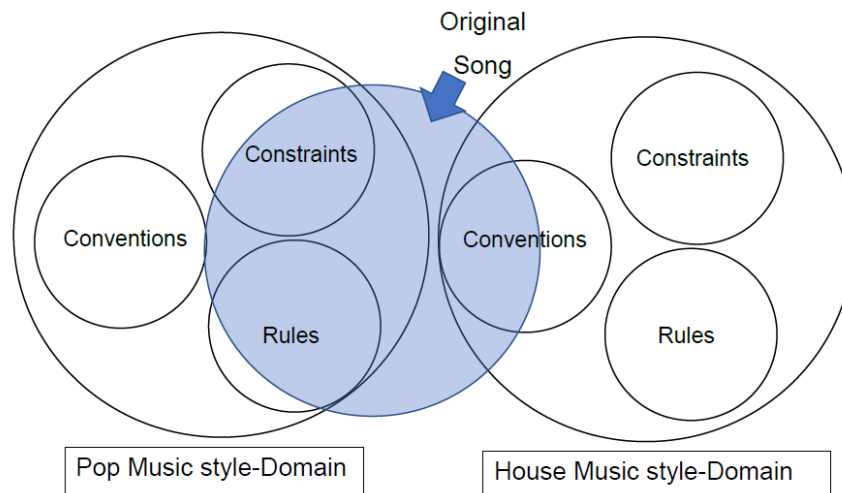 Original
Song
Constraints
Constraints
Conventions
Conventions
Rules
Rules
Pop Music style-Domain
House Music style-Domain